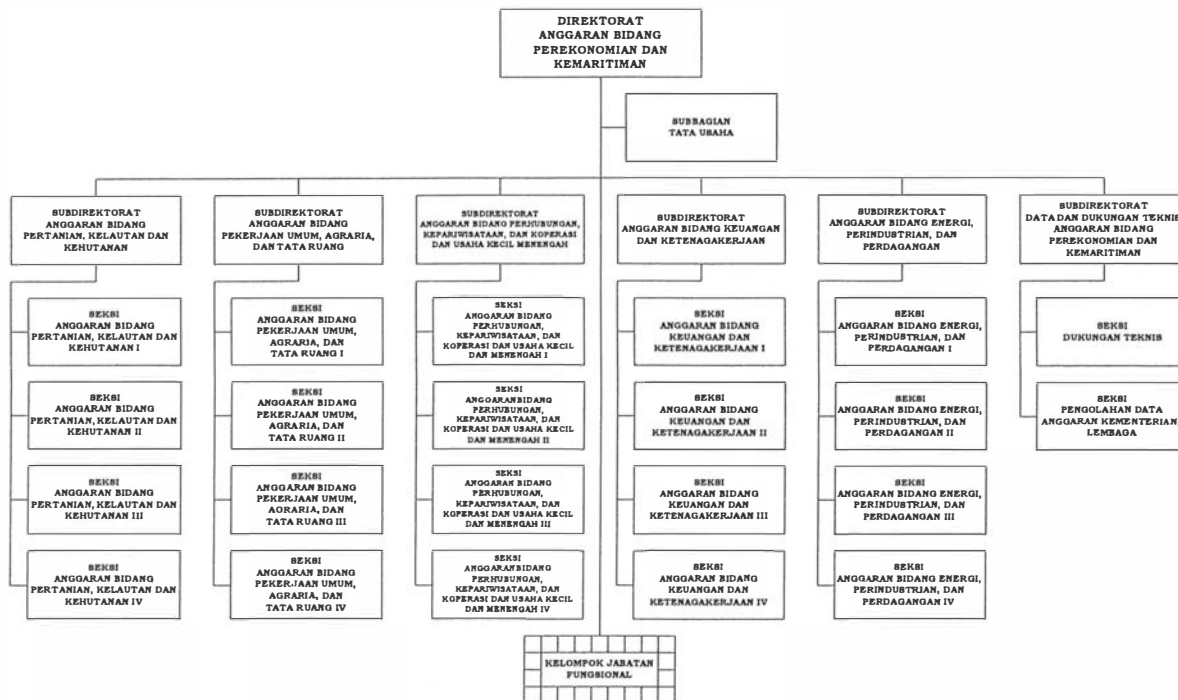 DIREKTORAT
ANGGARAN BIDANG
PEREKONOMIAN DAN
KEMARITIMAN
SUBBAGIAN
TATA USAHA
SUBDIREKTORAT
ANGGARAN BIDANG
PERTANIAN, KELAUTAN DAN
KEHUTANAN
SUBDIREKTORAT
ANGGARAN BIDANG
PEKERJAAN UMUM, AGRARIA,
DAN TATA RUANG
SUBDIREKTORAT
ANGGARAN BIDANG PERHUBUNGAN,
KEPARIWISATAAN, DAN KOPERASI
DAN USAHA KECIL MENENGAH
SUBDIREKTORAT
ANGGARAN BIDANG KEUANGAN
DAN KETENAGAKERJAAN
SUBDIREKTORAT
ANGGARAN BIDANG ENERGI,
PERINDUSTRIAN, DAN
PERDAGANGAN
SUBDIREKTORAT
DATA DAN DUKUNGAN TEKNIS
ANGGARAN BIDANG
PEREKONOMIAN DAN
KEMARITIMAN
SEKSI
ANGGARAN BIDANG
PERTANIAN, KELAUTAN DAN
KEHUTANAN I
SEKSI
ANGGARAN BIDANG
PEKERJAAN UMUM,
AGRARIA, DAN
TATA RUANG I
SEKSI
ANGGARAN BIDANG
PERHUBUNGAN,
KEPARIWISATAAN, DAN
KOPERASI DAN USAHA KECIL
DAN MENENGAH I
SEKSI
ANGGARAN BIDANG
KEUANGAN DAN
KETENAGAKERJAAN I
SEKSI
ANGGARAN BIDANG ENERGI,
PERINDUSTRIAN, DAN
PERDAGANGAN I
SEKSI
DUKUNGAN TEKNIS
SEKSI
ANGGARAN BIDANG
PERTANIAN, KELAUTAN DAN
KEHUTANAN II
SEKSI
ANGGARAN BIDANG
PEKERJAAN UMUM,
AGRARIA, DAN
TATA RUANG II
SEKSI
ANGGARAN BIDANG
PERHUBUNGAN,
KEPARIWISATAAN, DAN
KOPERASI DAN USAHA KECIL
DAN MENENGAH II
SEKSI
ANGGARAN BIDANG
KEUANGAN DAN
KETENAGAKERJAAN II
SEKSI
ANGGARAN BIDANG ENERGI,
PERINDUSTRIAN, DAN
PERDAGANGAN II
SEKSI
PENGOLAHAN DATA
ANGGARAN KEMENTERIAN/
LEMBAGA
SEKSI
ANGGARAN BIDANG
PERTANIAN, KELAUTAN DAN
KEHUTANAN III
SEKSI
ANGGARAN BIDANG
PEKERJAAN UMUM,
AGRARIA, DAN
TATA RUANG III
SEKSI
ANGGARAN BIDANG
PERHUBUNGAN,
KEPARIWISATAAN, DAN
KOPERASI DAN USAHA KECIL
DAN MENENGAH III
SEKSI
ANGGARAN BIDANG
KEUANGAN DAN
KETENAGAKERJAAN III
SEKSI
ANGGARAN BIDANG ENERGI,
PERINDUSTRIAN, DAN
PERDAGANGAN III
SEKSI
ANGGARAN BIDANG
PERTANIAN, KELAUTAN DAN
KEHUTANAN IV
SEKSI
ANGGARAN BIDANG
PEKERJAAN UMUM,
AGRARIA, DAN
TATA RUANG IV
SEKSI
ANGGARAN BIDANG
PERHUBUNGAN,
KEPARIWISATAAN, DAN
KOPERASI DAN USAHA KECIL
DAN MENENGAH IV
SEKSI
ANGGARAN BIDANG
KEUANGAN DAN
KETENAGAKERJAAN IV
SEKSI
ANGGARAN BIDANG ENERGI,
PERINDUSTRIAN, DAN
PERDAGANGAN IV
KELOMPOK JABATAN
FUNGSIONAL